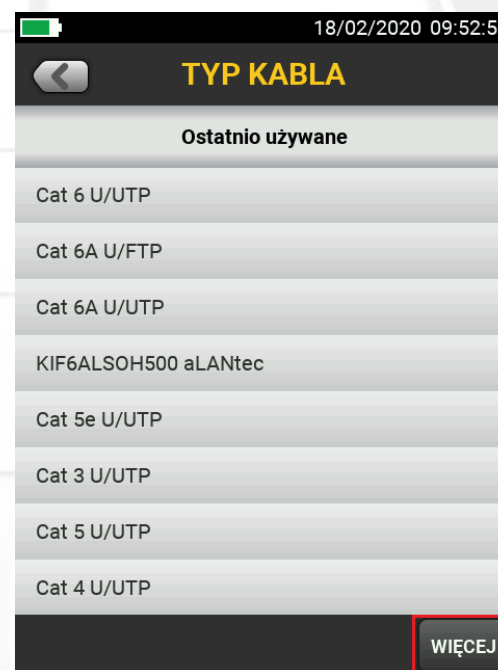 18/02/2020 09:52:5
TYP KABLA
Ostatnio używane
Cat 6 U/UTP
Cat 6A U/FTP
Cat 6A U/UTP
KIF6ALSOH500 aLANtec
Cat 5e U/UTP
Cat 3 U/UTP
Cat 5 U/UTP
Cat 4 U/UTP
WIĘCEJ